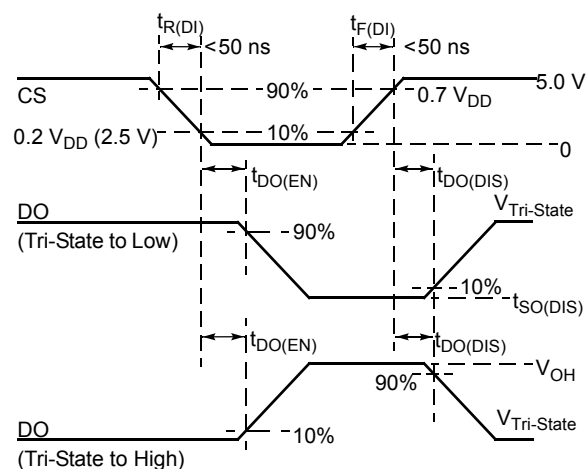 tR(DI) <50 ns tF(DI) <50 ns
CS 90% 0.7 VDD 5.0 V
0.2 VDD (2.5 V) 10% 0
tDO(EN) tDO(DIS)
DO 90% VTri-State
(Tri-State to Low) 10%
tSO(DIS)
tDO(EN) tDO(DIS)
90% VOH
DO 10% VTri-State
(Tri-State to High)